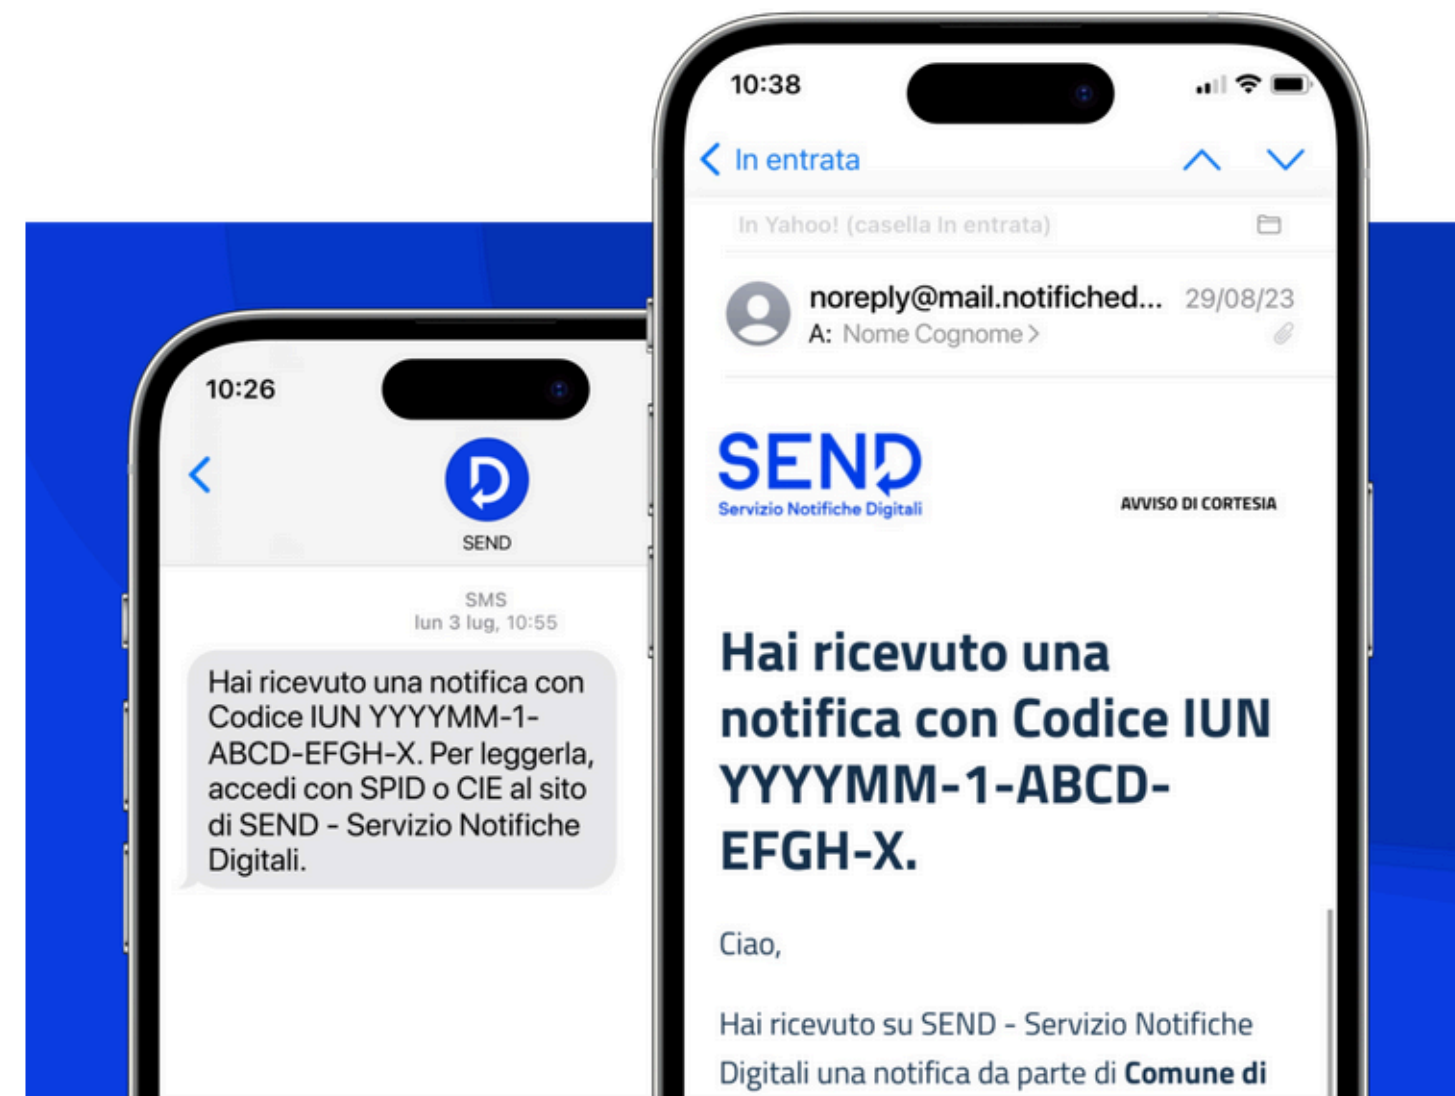 10:26
SEND
SMS
lun 3 lug, 10:55
Hai ricevuto una notifica con
Codice IUN YYYYMM-1-
ABCD-EFGH-X. Per leggerla,
accedi con SPID o CIE al sito
di SEND - Servizio Notifiche
Digitali.
10:38
In entrata
In Yahoo! (casella In entrata)
noreply@mail.notifiched... 29/08/23
A: Nome Cognome
SEND
Servizio Notifiche Digitali
AVVISO DI CORTESIA
Hai ricevuto una
notifica con Codice IUN
YYYYMM-1-ABCD-
EFGH-X.
Ciao,
Hai ricevuto su SEND - Servizio Notifiche
Digitali una notifica da parte di Comune di